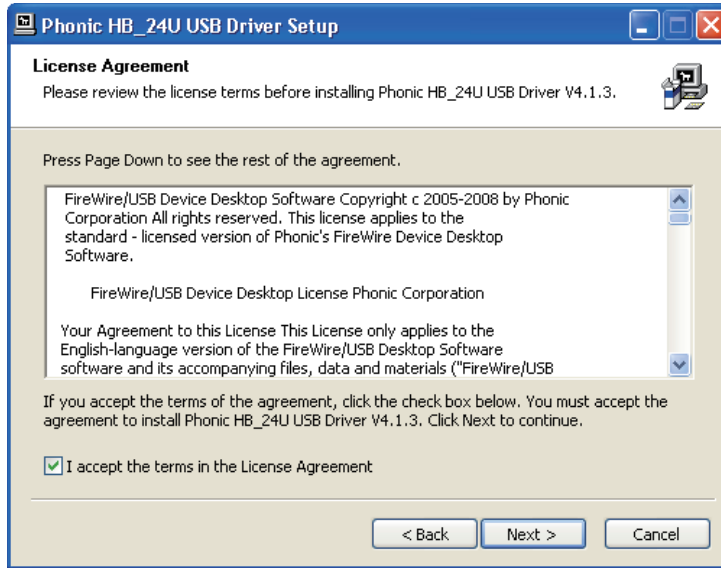 Phonic HB_24U USB Driver Setup
License Agreement
Please review the license terms before installing Phonic HB_24U USB Driver V4.1.3.
Press Page Down to see the rest of the agreement.
FireWire/USB Device Desktop Software Copyright c 2005-2008 by Phonic
Corporation All rights reserved. This license applies to the
standard - licensed version of Phonic's FireWire Device Desktop
Software.
FireWire/USB Device Desktop License Phonic Corporation
Your Agreement to this License This License only applies to the
English-language version of the FireWire/USB Desktop Software
software and its accompanying files, data and materials ("FireWire/USB
If you accept the terms of the agreement, click the check box below. You must accept the
agreement to install Phonic HB_24U USB Driver V4.1.3. Click Next to continue.
I accept the terms in the License Agreement
< Back Next > Cancel